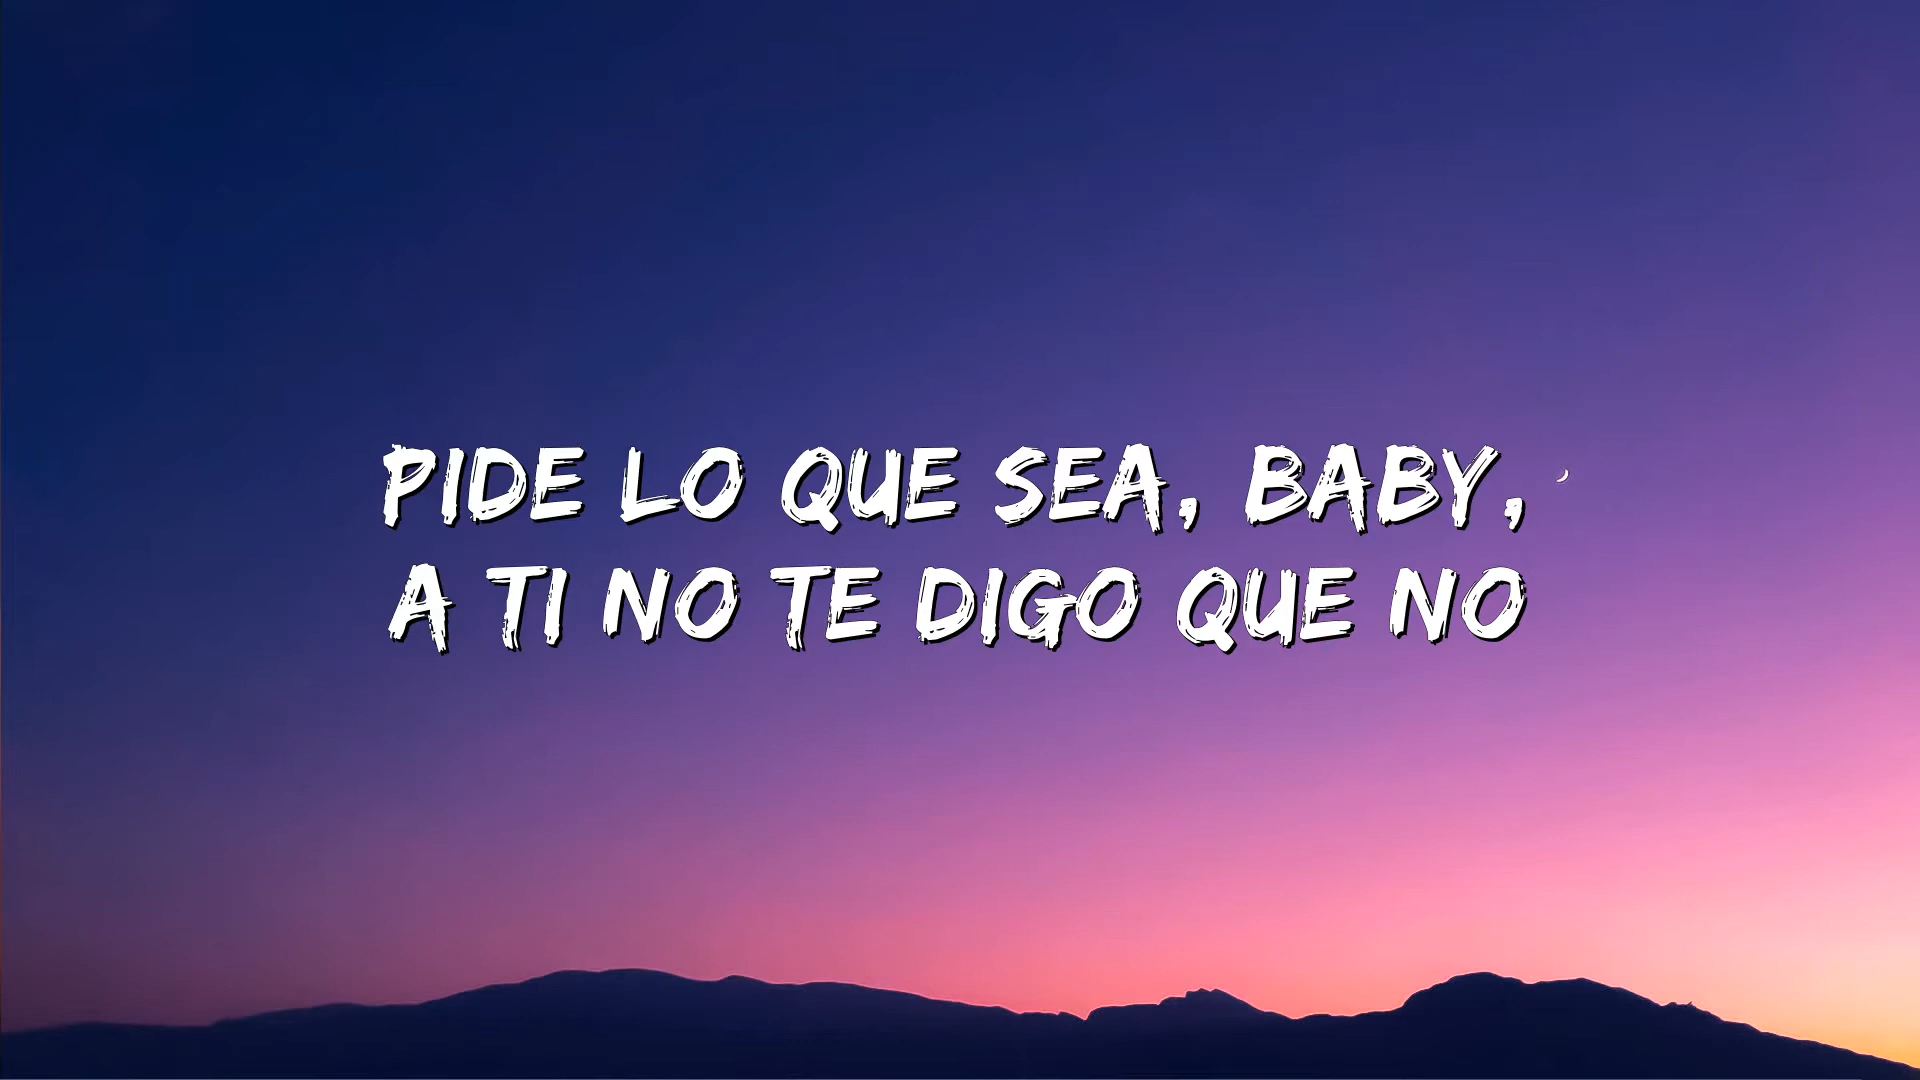 PIDE LO QUE SEA, BABY,
A TI NO TE DIGO QUE NO